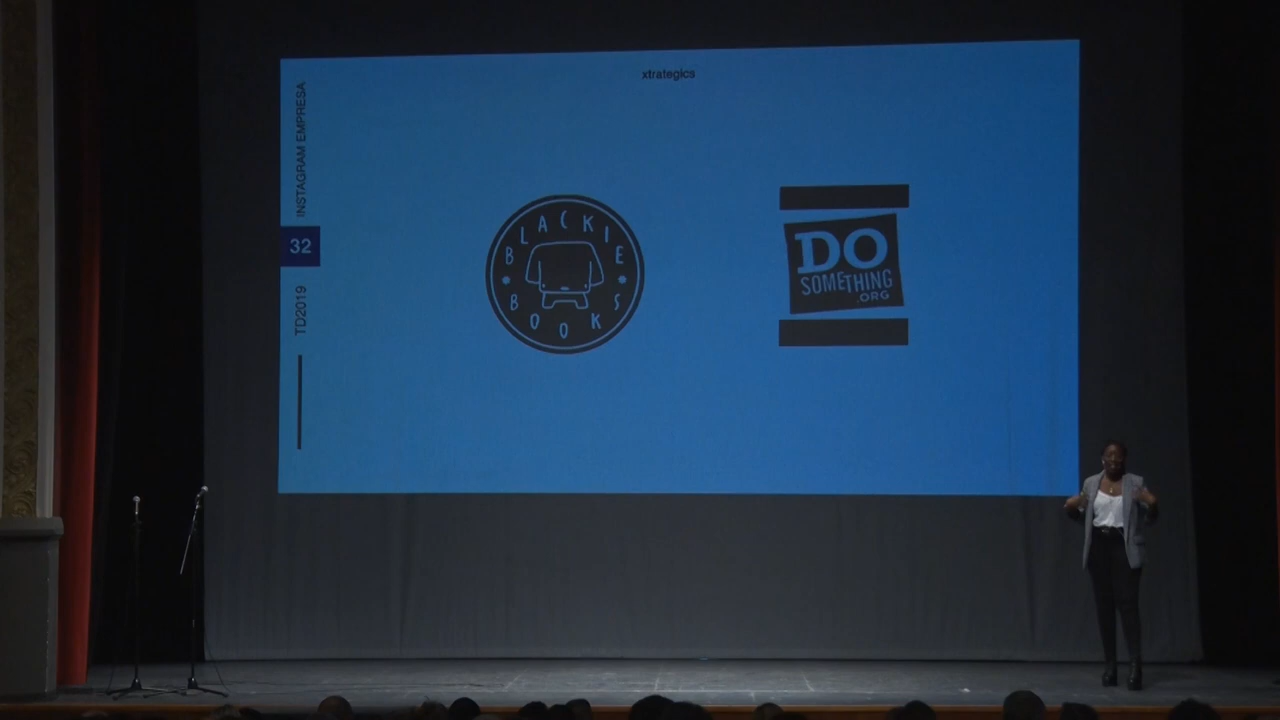 xtrategics
INSTAGRAM EMPRESA
32
TD2019
BLACKIE
BOOKS
DO
SOMETHING
.ORG